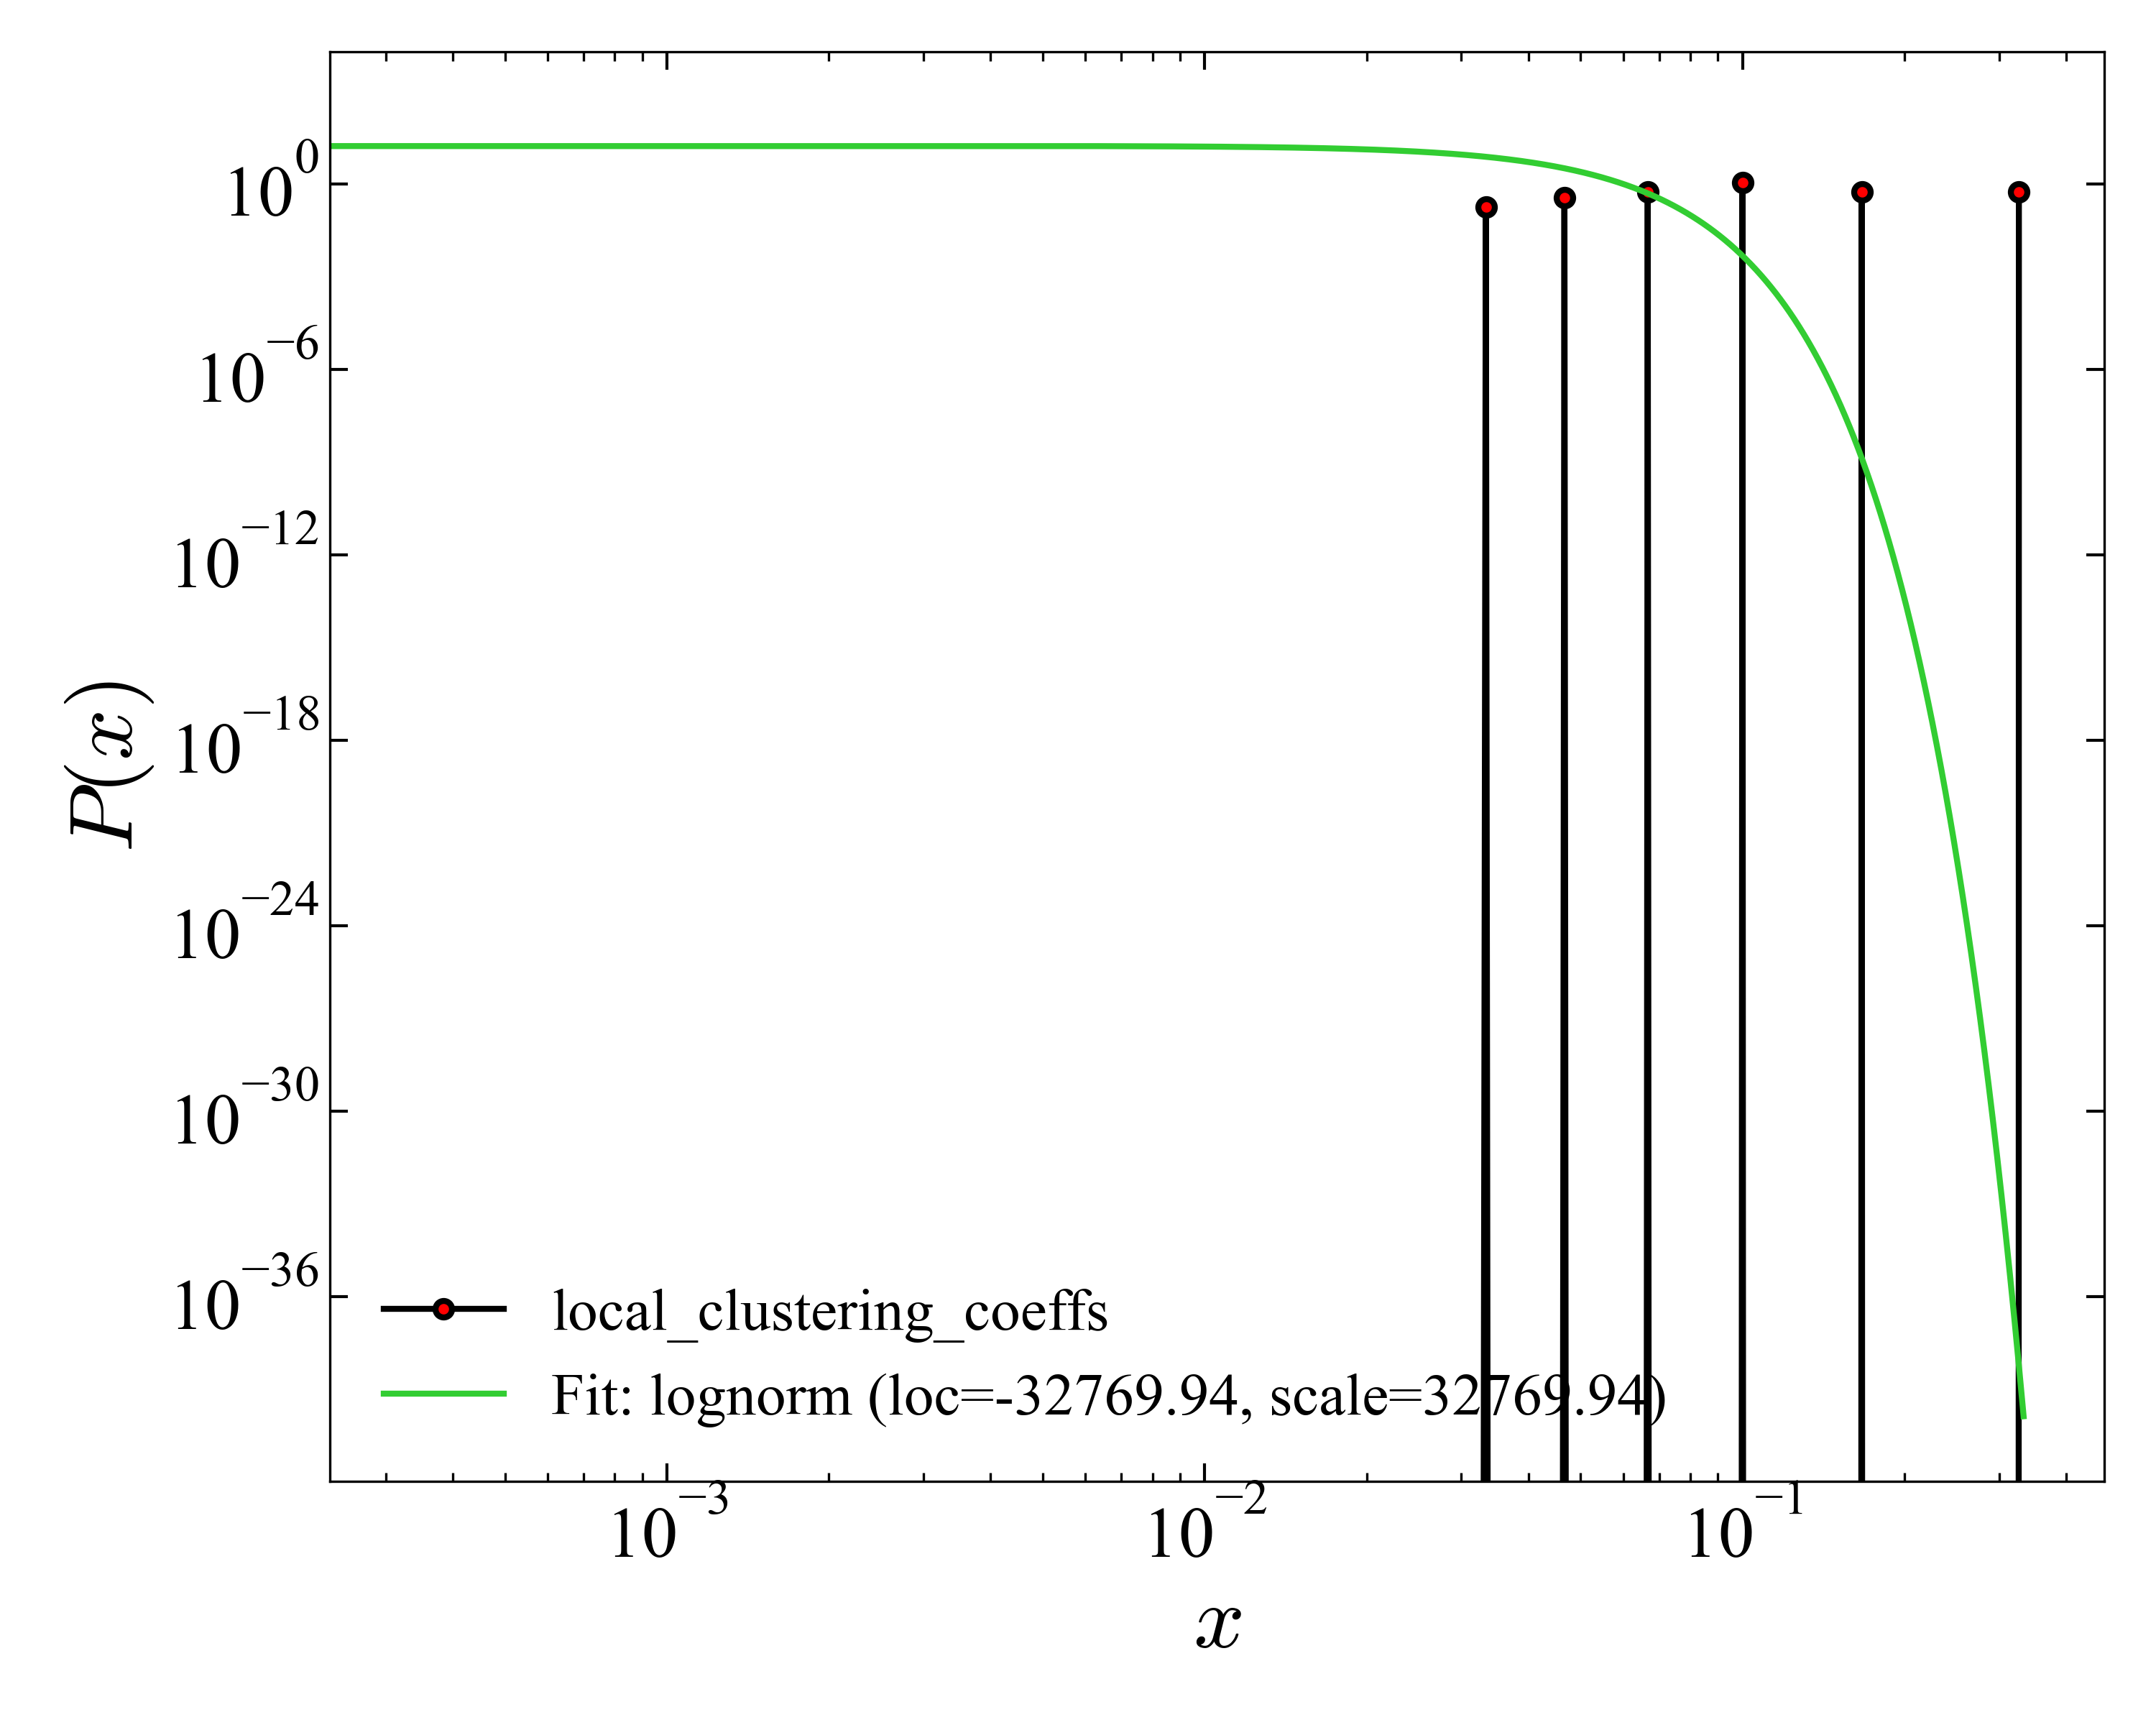 P(x)
10^0
10^−6
10^−12
10^−18
10^−24
10^−30
10^−36
local_clustering_coeffs
Fit: lognorm (loc=-32769.94, scale=32769.94)
10^−3 10^−2 10^−1
x